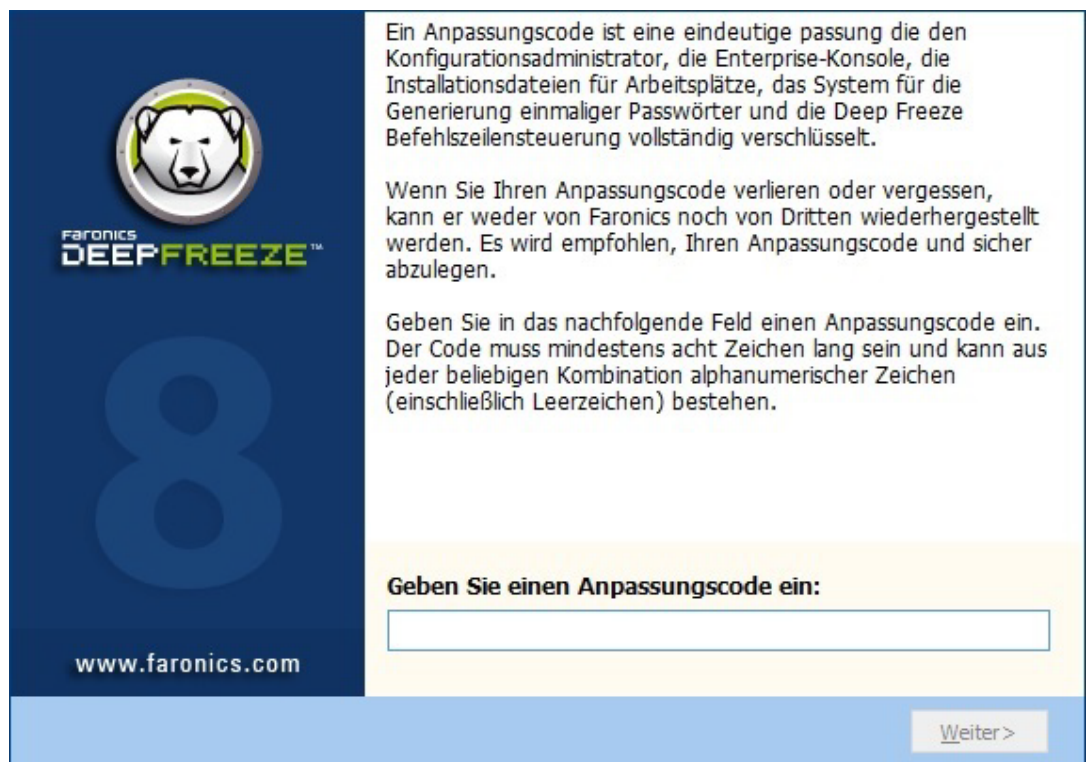 Ein Anpassungscode ist eine eindeutige passung die den
Konfigurationsadministrator, die Enterprise-Konsole, die
Installationsdateien für Arbeitsplätze, das System für die
Generierung einmaliger Passwörter und die Deep Freeze
Befehlszeilensteuerung vollständig verschlüsselt.
Wenn Sie Ihren Anpassungscode verlieren oder vergessen,
kann er weder von Faronics noch von Dritten wiederhergestellt
werden. Es wird empfohlen, Ihren Anpassungscode und sicher
abzulegen.
Geben Sie in das nachfolgende Feld einen Anpassungscode ein.
Der Code muss mindestens acht Zeichen lang sein und kann aus
jeder beliebigen Kombination alphanumerischer Zeichen
(einschließlich Leerzeichen) bestehen.
FARONICS
DEEPFREEZE™
8
www.faronics.com
Geben Sie einen Anpassungscode ein:
Weiter>